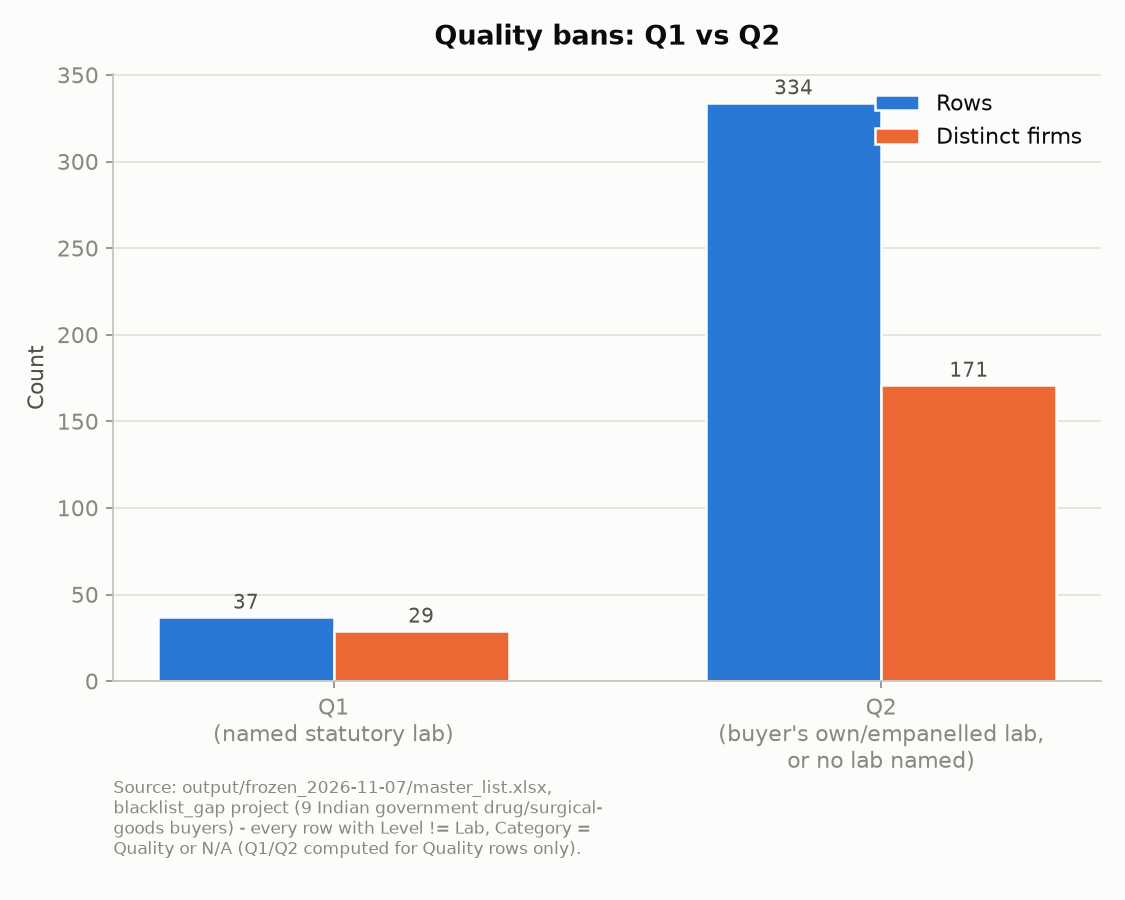 Quality bans: Q1 vs Q2
350
300
250
200
150
100
50
0
Count
334
171
37
29
Rows
Distinct firms
Q1
(named statutory lab)
Q2
(buyer's own/empanelled lab,
or no lab named)
Source: output/frozen_2026-11-07/master_list.xlsx,
blacklist_gap project (9 Indian government drug/surgical-
goods buyers) - every row with Level != Lab, Category =
Quality or N/A (Q1/Q2 computed for Quality rows only).